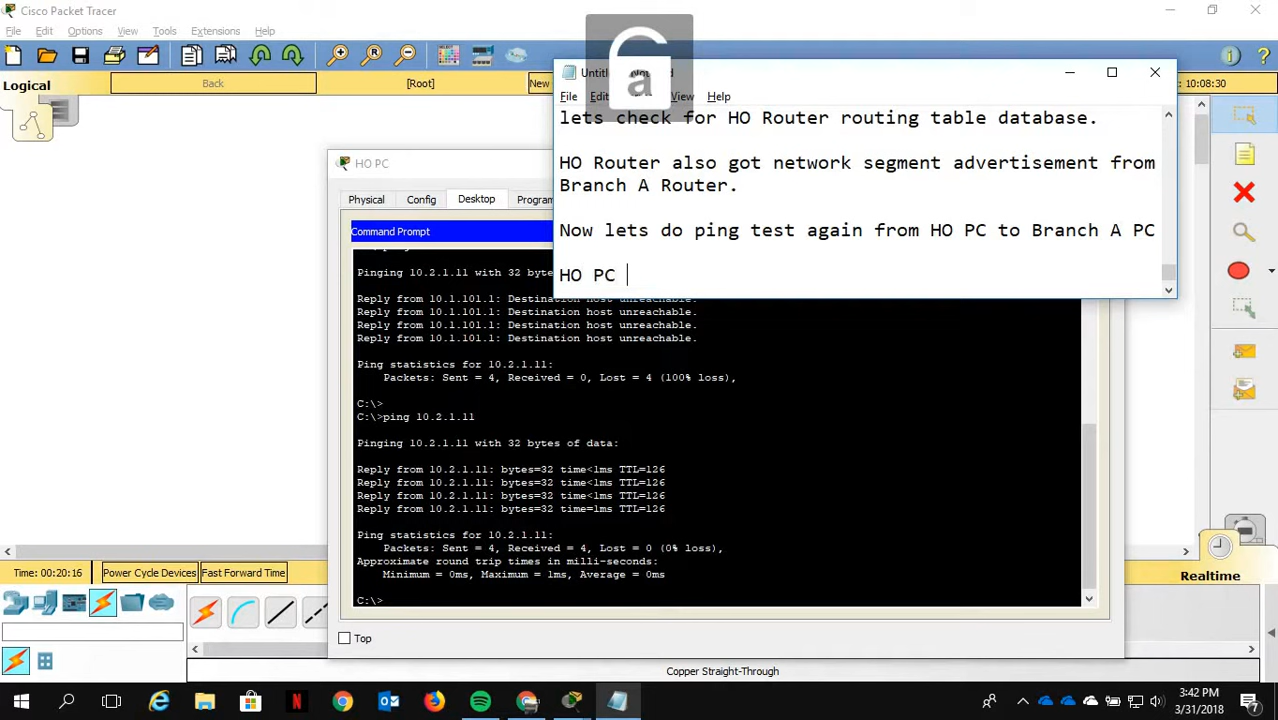 Cisco Packet Tracer
File Edit Options View Tools Extensions Help
Logical
Back
[Root]
New
10:08:30
a
File
View
Help
lets check for HO Router routing table database.
HO Router also got network segment advertisement from
Branch A Router.
Now lets do ping test again from HO PC to Branch A PC
HO PC
HO PC
Physical Config Desktop
Command Prompt
Pinging 10.2.1.11 with 32 bytes
Reply from 10.1.101.1: Destination host unreachable.
Reply from 10.1.101.1: Destination host unreachable.
Reply from 10.1.101.1: Destination host unreachable.
Reply from 10.1.101.1: Destination host unreachable.
Ping statistics for 10.2.1.11:
Packets: Sent = 4, Received = 0, Lost = 4 (100% loss),
C:\>
C:\>ping 10.2.1.11
Pinging 10.2.1.11 with 32 bytes of data:
Reply from 10.2.1.11: bytes=32 time<1ms TTL=126
Reply from 10.2.1.11: bytes=32 time<1ms TTL=126
Reply from 10.2.1.11: bytes=32 time<1ms TTL=126
Reply from 10.2.1.11: bytes=32 time=1ms TTL=126
Ping statistics for 10.2.1.11:
Packets: Sent = 4, Received = 4, Lost = 0 (0% loss),
Approximate round trip times in milli-seconds:
Minimum = 0ms, Maximum = 1ms, Average = 0ms
C:\>
Top
Time: 00:20:16 Power Cycle Devices Fast Forward Time
Realtime
Copper Straight-Through
3:42 PM
3/31/2018
7